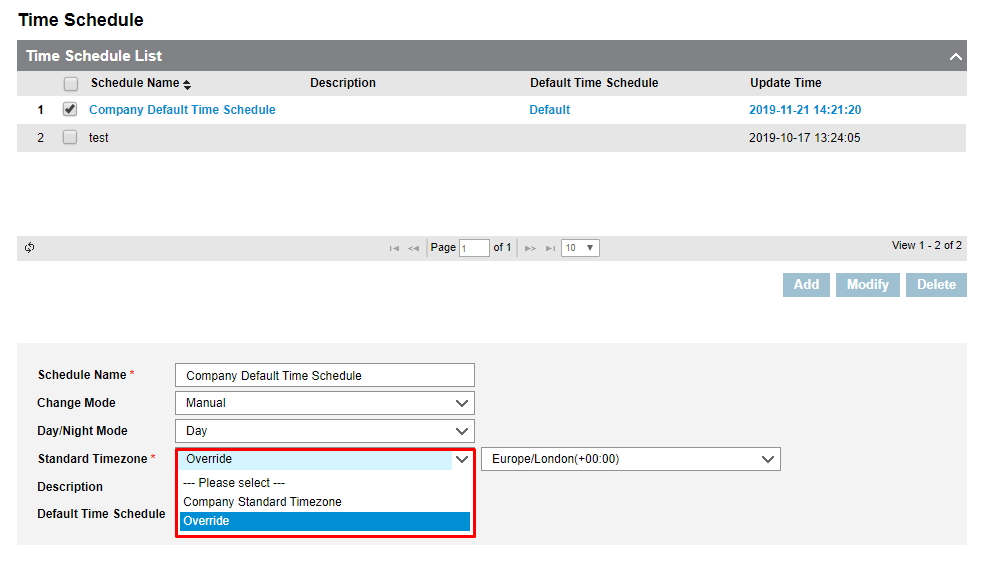 Time Schedule
Time Schedule List
Schedule Name Description Default Time Schedule Update Time
1 Company Default Time Schedule Default 2019-11-21 14:21:20
2 test 2019-10-17 13:24:05
Page 1 of 1 10 View 1 - 2 of 2
Add Modify Delete
Schedule Name * Company Default Time Schedule
Change Mode Manual
Day/Night Mode Day
Standard Timezone * Override Europe/London(+00:00)
--- Please select ---
Description
Company Standard Timezone
Default Time Schedule
Override